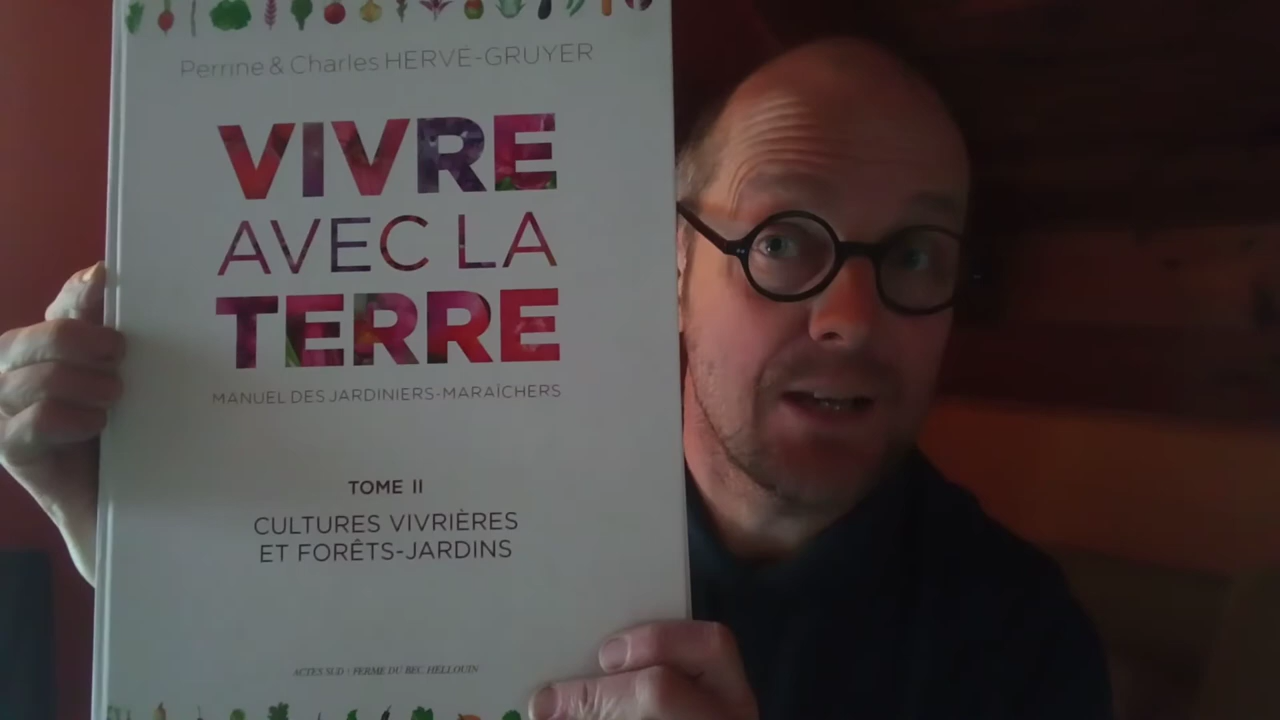 Perrine & Charles HERVÉ-GRUYER
VIVRE
AVEC LA
TERRE
MANUEL DES JARDINIERS-MARAÎCHERS
TOME II
CULTURES VIVRIÈRES
ET FORÊTS-JARDINS
ACTES SUD | FERME DU BEC HELLOUIN